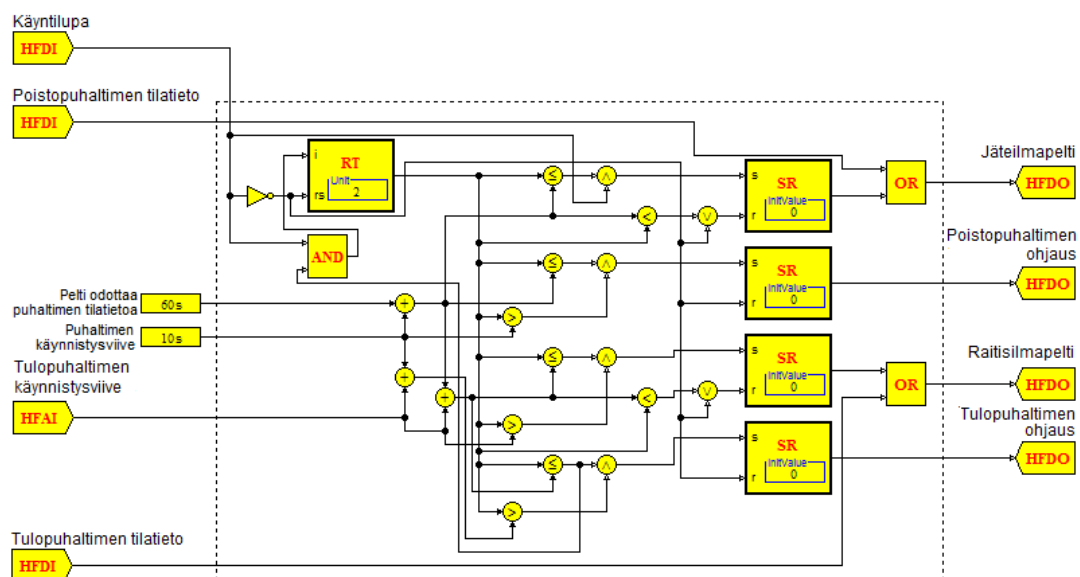 Käyntilupa
HFDI
Poistopuhaltimen tilatieto
HFDI
i
RT
Unit
2
rs
AND
Pelti odottaa
puhaltimen tilatietoa
60 s
Puhaltimen
käynnistysviive
10 s
Tulopuhaltimen
käynnistysviive
HFAI
Tulopuhaltimen tilatieto
HFDI
+
+
+
≤
∧
<
∨
≤
∧
>
≤
∧
<
∨
>
≤
∧
>
s
SR
InitValue
0
r
s
SR
InitValue
0
r
s
SR
InitValue
0
r
s
SR
InitValue
0
r
OR
OR
Jäteilmapelti
HFDO
Poistopuhaltimen
ohjaus
HFDO
Raitisilmapelti
HFDO
Tulopuhaltimen
ohjaus
HFDO